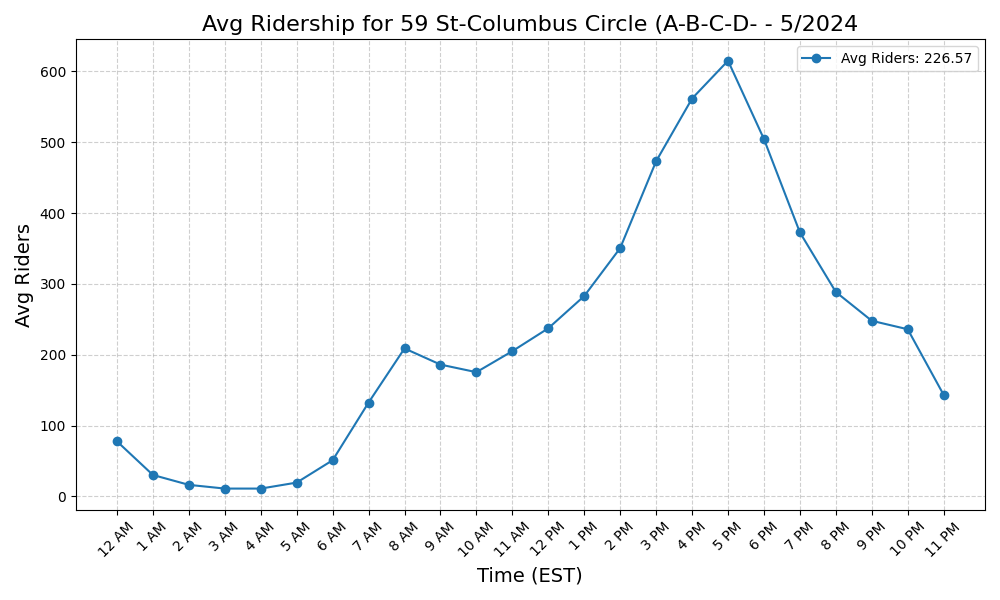 Avg Ridership for 59 St-Columbus Circle (A-B-C-D- - 5/2024
Avg Riders: 226.57
Avg Riders
600
500
400
300
200
100
0
12 AM
1 AM
2 AM
3 AM
4 AM
5 AM
6 AM
7 AM
8 AM
9 AM
10 AM
11 AM
12 PM
1 PM
2 PM
3 PM
4 PM
5 PM
6 PM
7 PM
8 PM
9 PM
10 PM
11 PM
Time (EST)